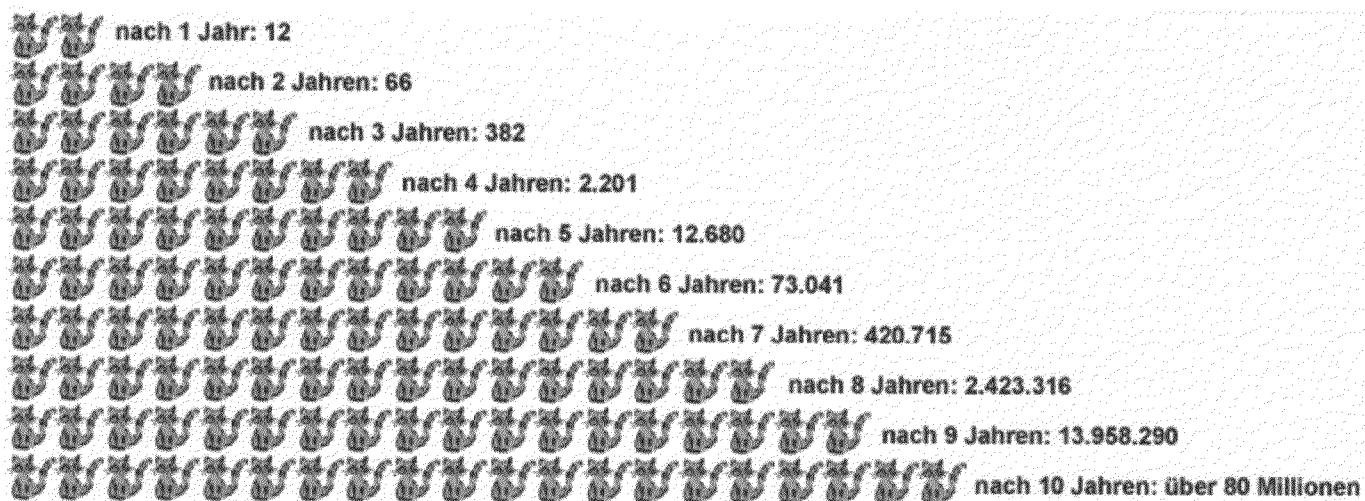 nach 1 Jahr: 12
nach 2 Jahren: 66
nach 3 Jahren: 382
nach 4 Jahren: 2.201
nach 5 Jahren: 12.680
nach 6 Jahren: 73.041
nach 7 Jahren: 420.715
nach 8 Jahren: 2.423.316
nach 9 Jahren: 13.958.290
nach 10 Jahren: über 80 Millionen